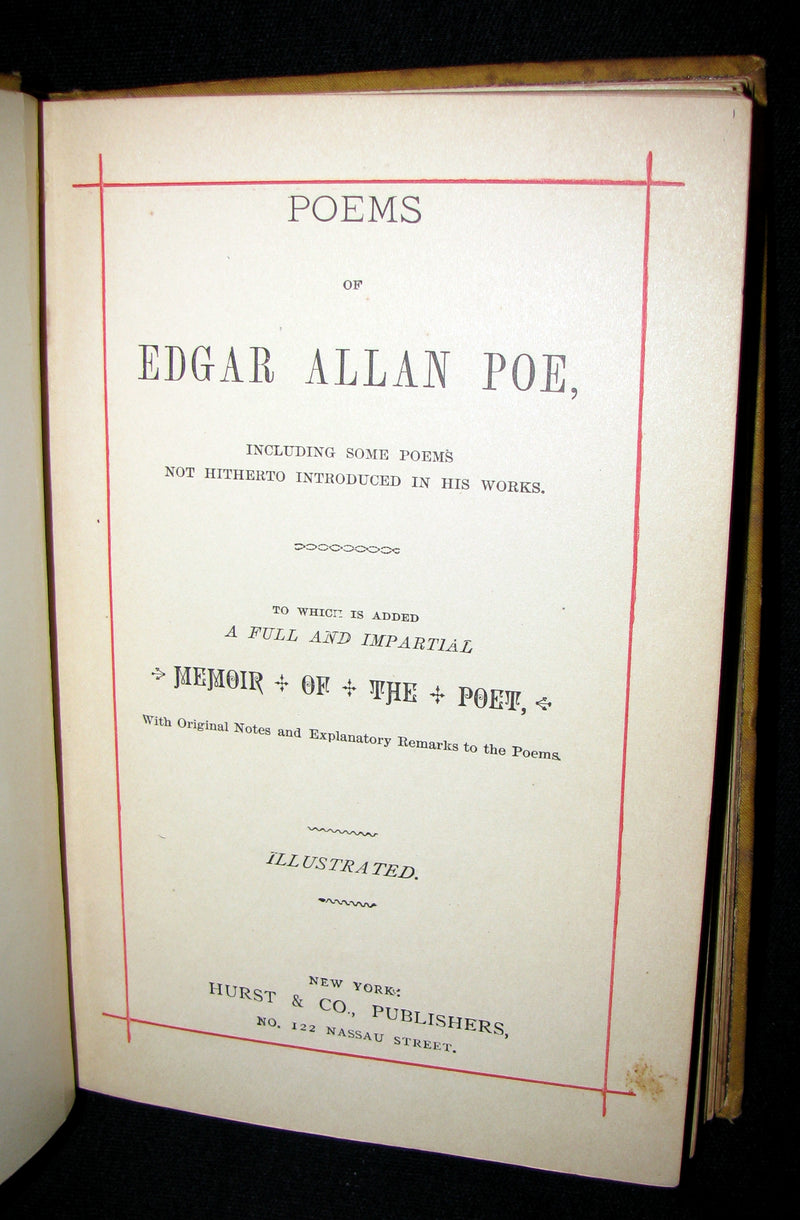 POEMS
OF
EDGAR ALLAN POE,
INCLUDING SOME POEMS
NOT HITHERTO INTRODUCED IN HIS WORKS.
TO WHICH IS ADDED
A FULL AND IMPARTIAL
MEMOIR ✢ OF ✢ THE ✢ POET,
With Original Notes and Explanatory Remarks to the Poems.
ILLUSTRATED.
NEW YORK:
HURST & CO., PUBLISHERS,
NO. 122 NASSAU STREET.